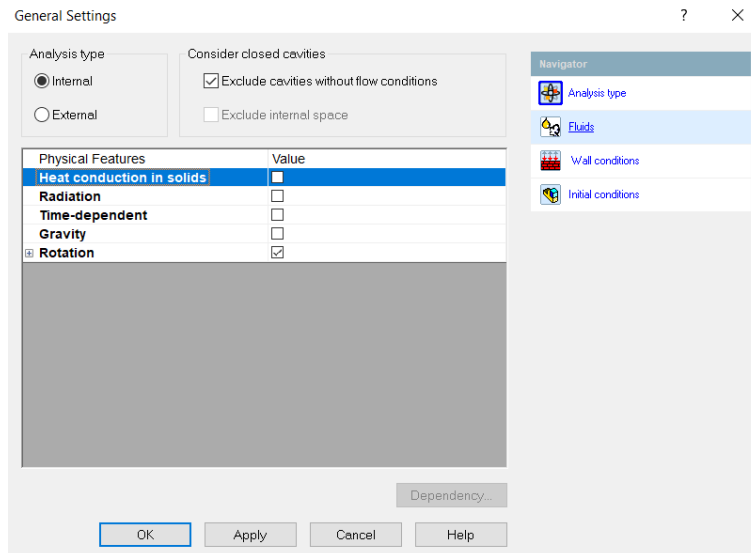 General Settings
?
Analysis type
Internal
External
Consider closed cavities
Exclude cavities without flow conditions
Exclude internal space
Physical Features Value
Heat conduction in solids
Radiation
Time-dependent
Gravity
Rotation
Dependency...
OK Apply Cancel Help
Navigator
Analysis type
Fluids
Wall conditions
Initial conditions